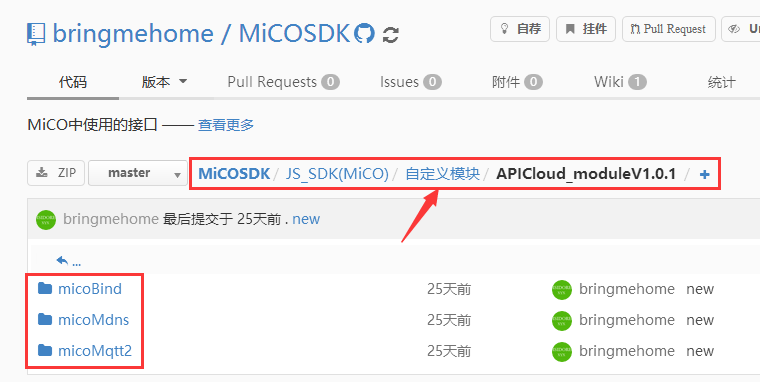 bringmehome / MiCOSDK
自荐
挂件
Pull Request
代码
版本
Pull Requests 0
Issues 0
附件 0
Wiki 1
统计
MiCO中使用的接口 —— 查看更多
ZIP
master
MiCOSDK / JS_SDK(MiCO) / 自定义模块 / APICloud_moduleV1.0.1 / +
bringmehome 最后提交于 25天前 . new
...
micoBind 25天前 bringmehome new
micoMdns 25天前 bringmehome new
micoMqtt2 25天前 bringmehome new